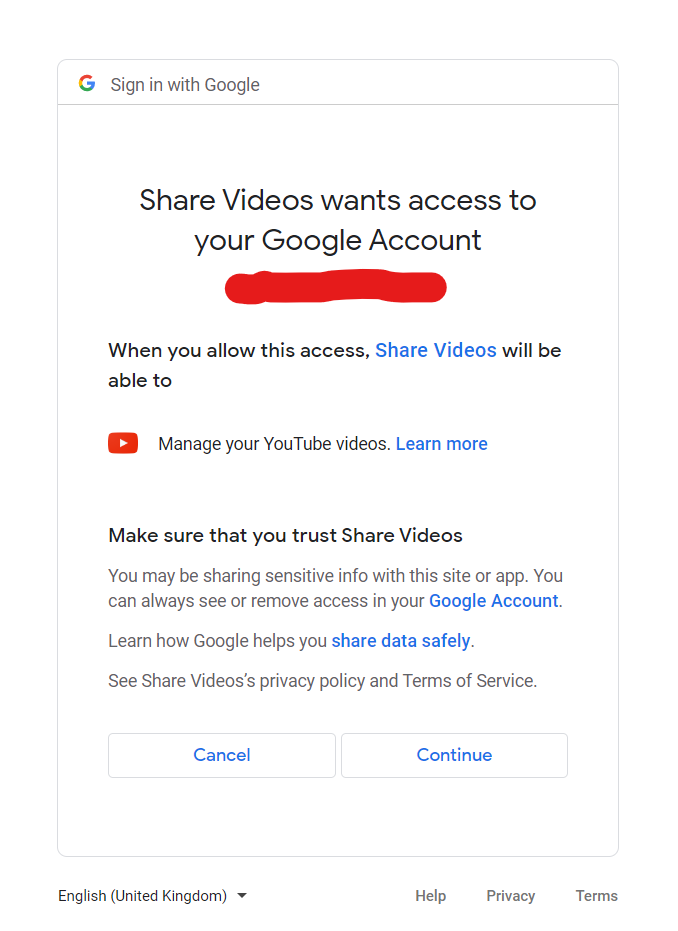 Sign in with Google
Share Videos wants access to
your Google Account
When you allow this access, Share Videos will be
able to
Manage your YouTube videos. Learn more
Make sure that you trust Share Videos
You may be sharing sensitive info with this site or app. You
can always see or remove access in your Google Account.
Learn how Google helps you share data safely.
See Share Videos’s privacy policy and Terms of Service.
Cancel Continue
English (United Kingdom) Help Privacy Terms